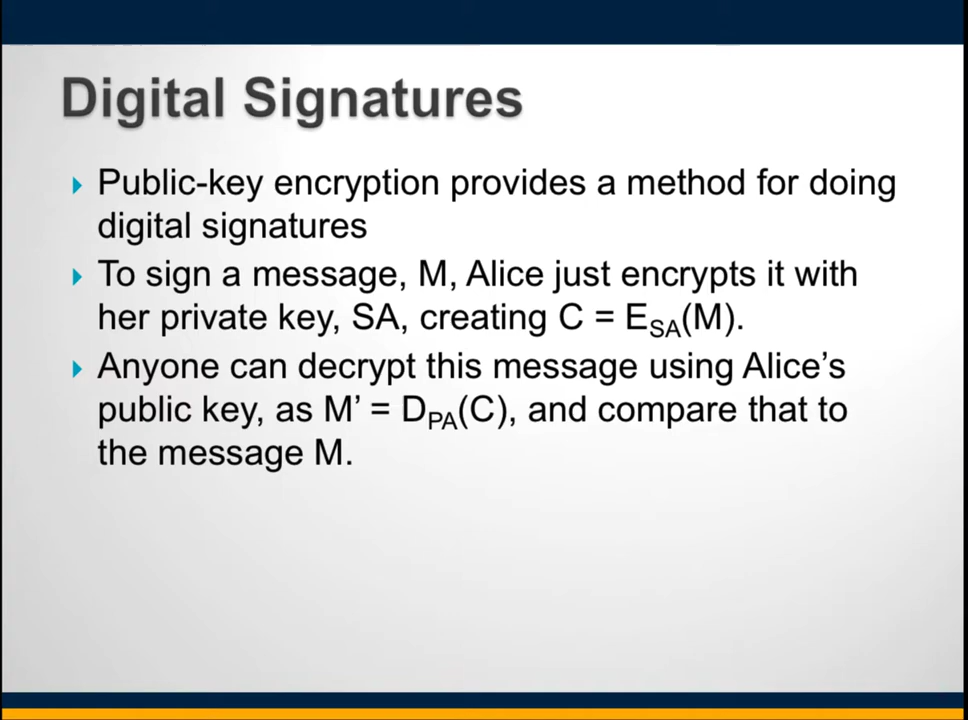 Digital Signatures
Public-key encryption provides a method for doing
digital signatures
To sign a message, M, Alice just encrypts it with
her private key, SA, creating C = E_SA(M).
Anyone can decrypt this message using Alice’s
public key, as M’ = D_PA(C), and compare that to
the message M.